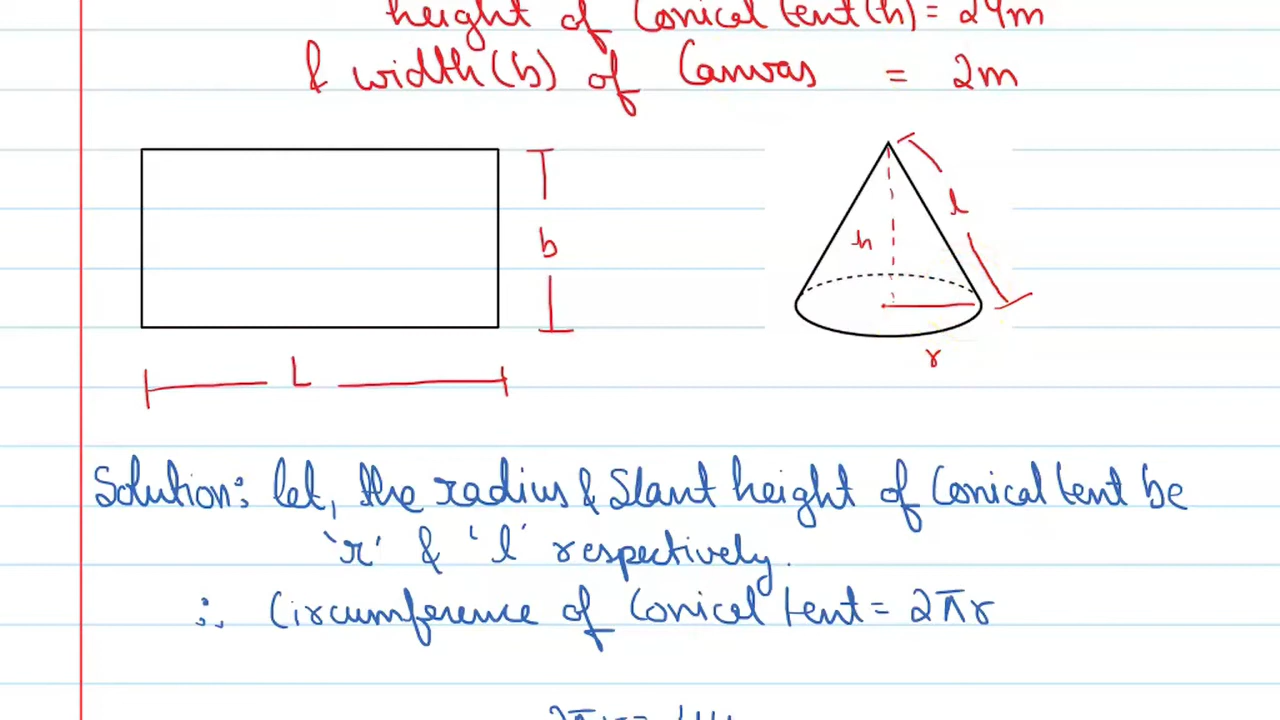 height of Conical tent (h) = 24m
& width (b) of Canvas = 2m
b
L
h
l
r
Solution: let, the radius & Slant height of Conical tent be
'r' & 'l' respectively.
∴ Circumference of Conical tent = 2πr
2πr =